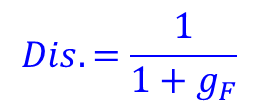 Dis. = 1 / (1 + g_F)